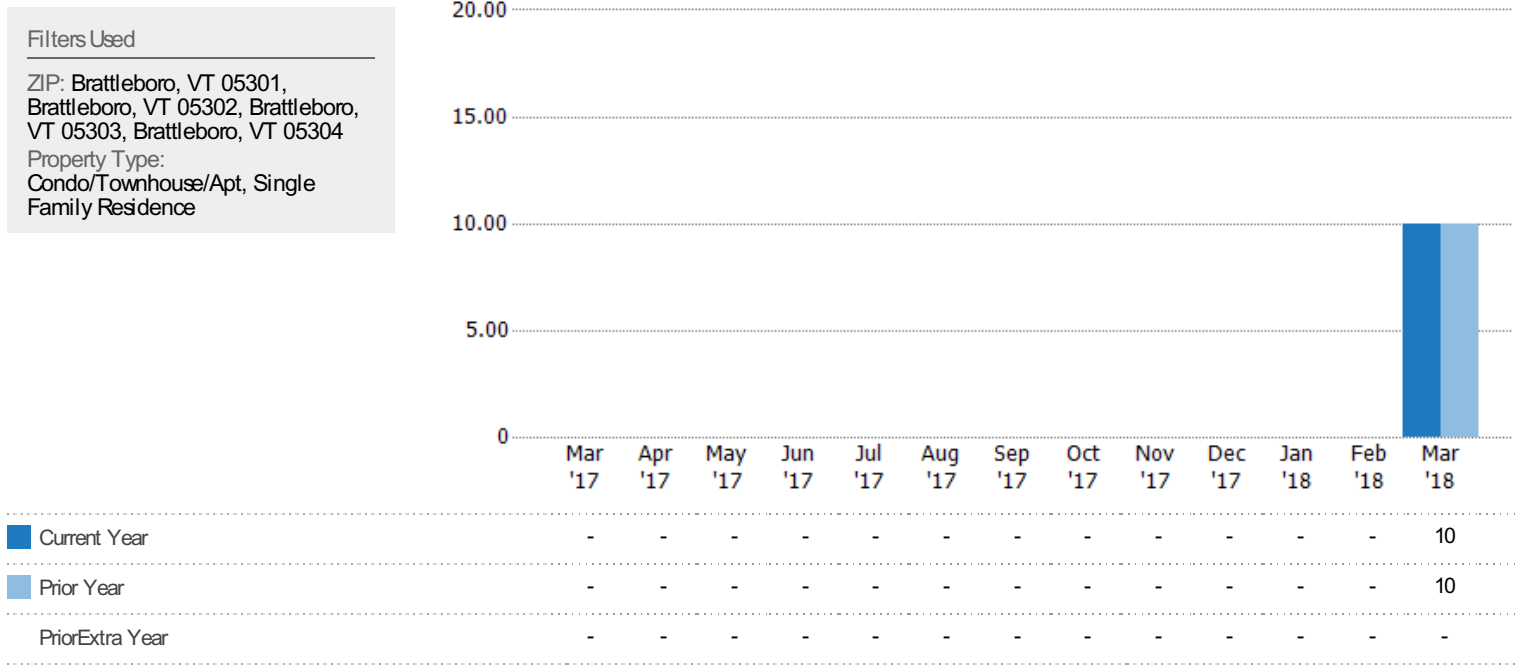 Filters Used
ZIP: Brattleboro, VT 05301,
Brattleboro, VT 05302, Brattleboro,
VT 05303, Brattleboro, VT 05304
Property Type:
Condo/Townhouse/Apt, Single
Family Residence
20.00
15.00
10.00
5.00
0
Mar Apr May Jun Jul Aug Sep Oct Nov Dec Jan Feb Mar
'17 '17 '17 '17 '17 '17 '17 '17 '17 '17 '18 '18 '18
Current Year - - - - - - - - - - - - 10
Prior Year - - - - - - - - - - - - 10
PriorExtra Year - - - - - - - - - - - - -